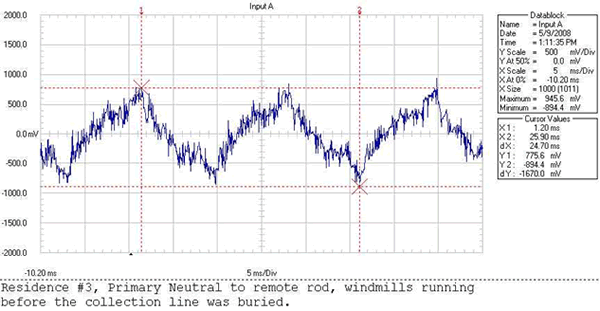 Input A
1
2
2000.0
1500.0
1000.0
500.0
0.0mV
-500.0
-1000.0
-1500.0
-2000.0
-10.20 ms
5 ms/Div
Datablock
Name = Input A
Date = 5/9/2008
Time = 1:11:35 PM
Y Scale = 500 mV/Div
Y At 50% = 0.0 mV
X Scale = 5 ms/Div
X At 0% = -10.20 ms
X Size = 1000 (1011)
Maximum = 945.6 mV
Minimum = -894.4 mV
Cursor Values
X1: 1.20 ms
X2: 25.90 ms
dX: 24.70 ms
Y1: 775.6 mV
Y2: -894.4 mV
dY: -1670.0 mV
Residence #3, Primary Neutral to remote rod, windmills running
before the collection line was buried.